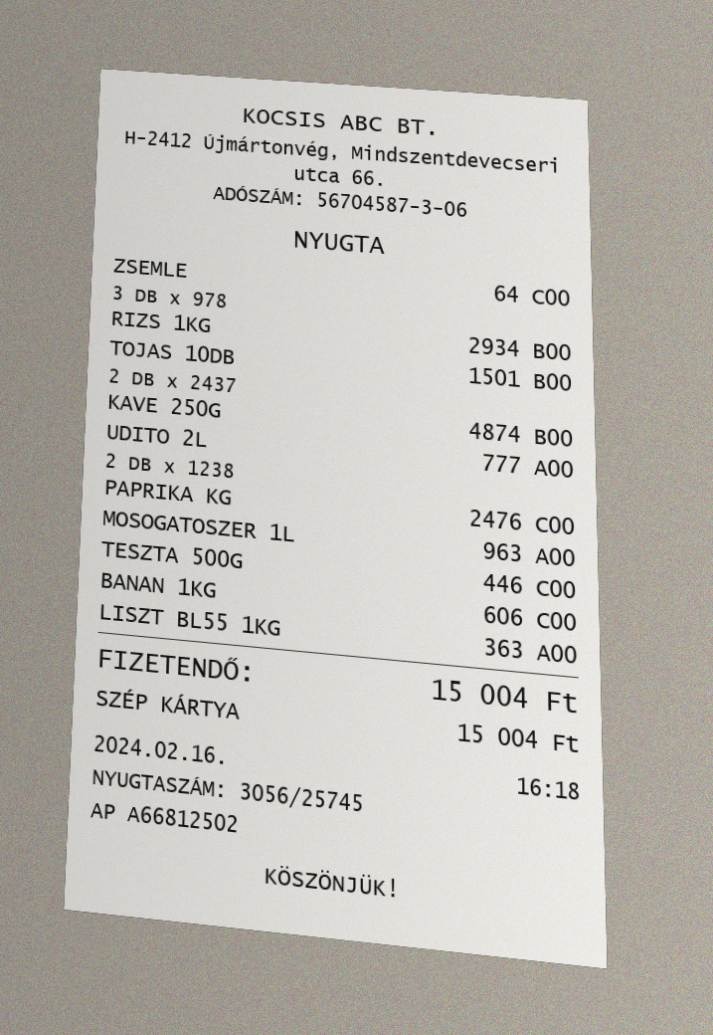 KOCSIS ABC BT.
H-2412 Újmártonvég, Mindszentdevecseri
utca 66.
ADÓSZÁM: 56704587-3-06
NYUGTA
ZSEMLE 64 C00
3 DB x 978
RIZS 1KG 2934 B00
TOJAS 10DB 1501 B00
2 DB x 2437
KAVE 250G 4874 B00
UDITO 2L 777 A00
2 DB x 1238
PAPRIKA KG 2476 C00
MOSOGATOSZER 1L 963 A00
TESZTA 500G 446 C00
BANAN 1KG 606 C00
LISZT BL55 1KG 363 A00
FIZETENDŐ: 15 004 Ft
SZÉP KÁRTYA 15 004 Ft
2024.02.16. 16:18
NYUGTASZÁM: 3056/25745
AP A66812502
KÖSZÖNJÜK!